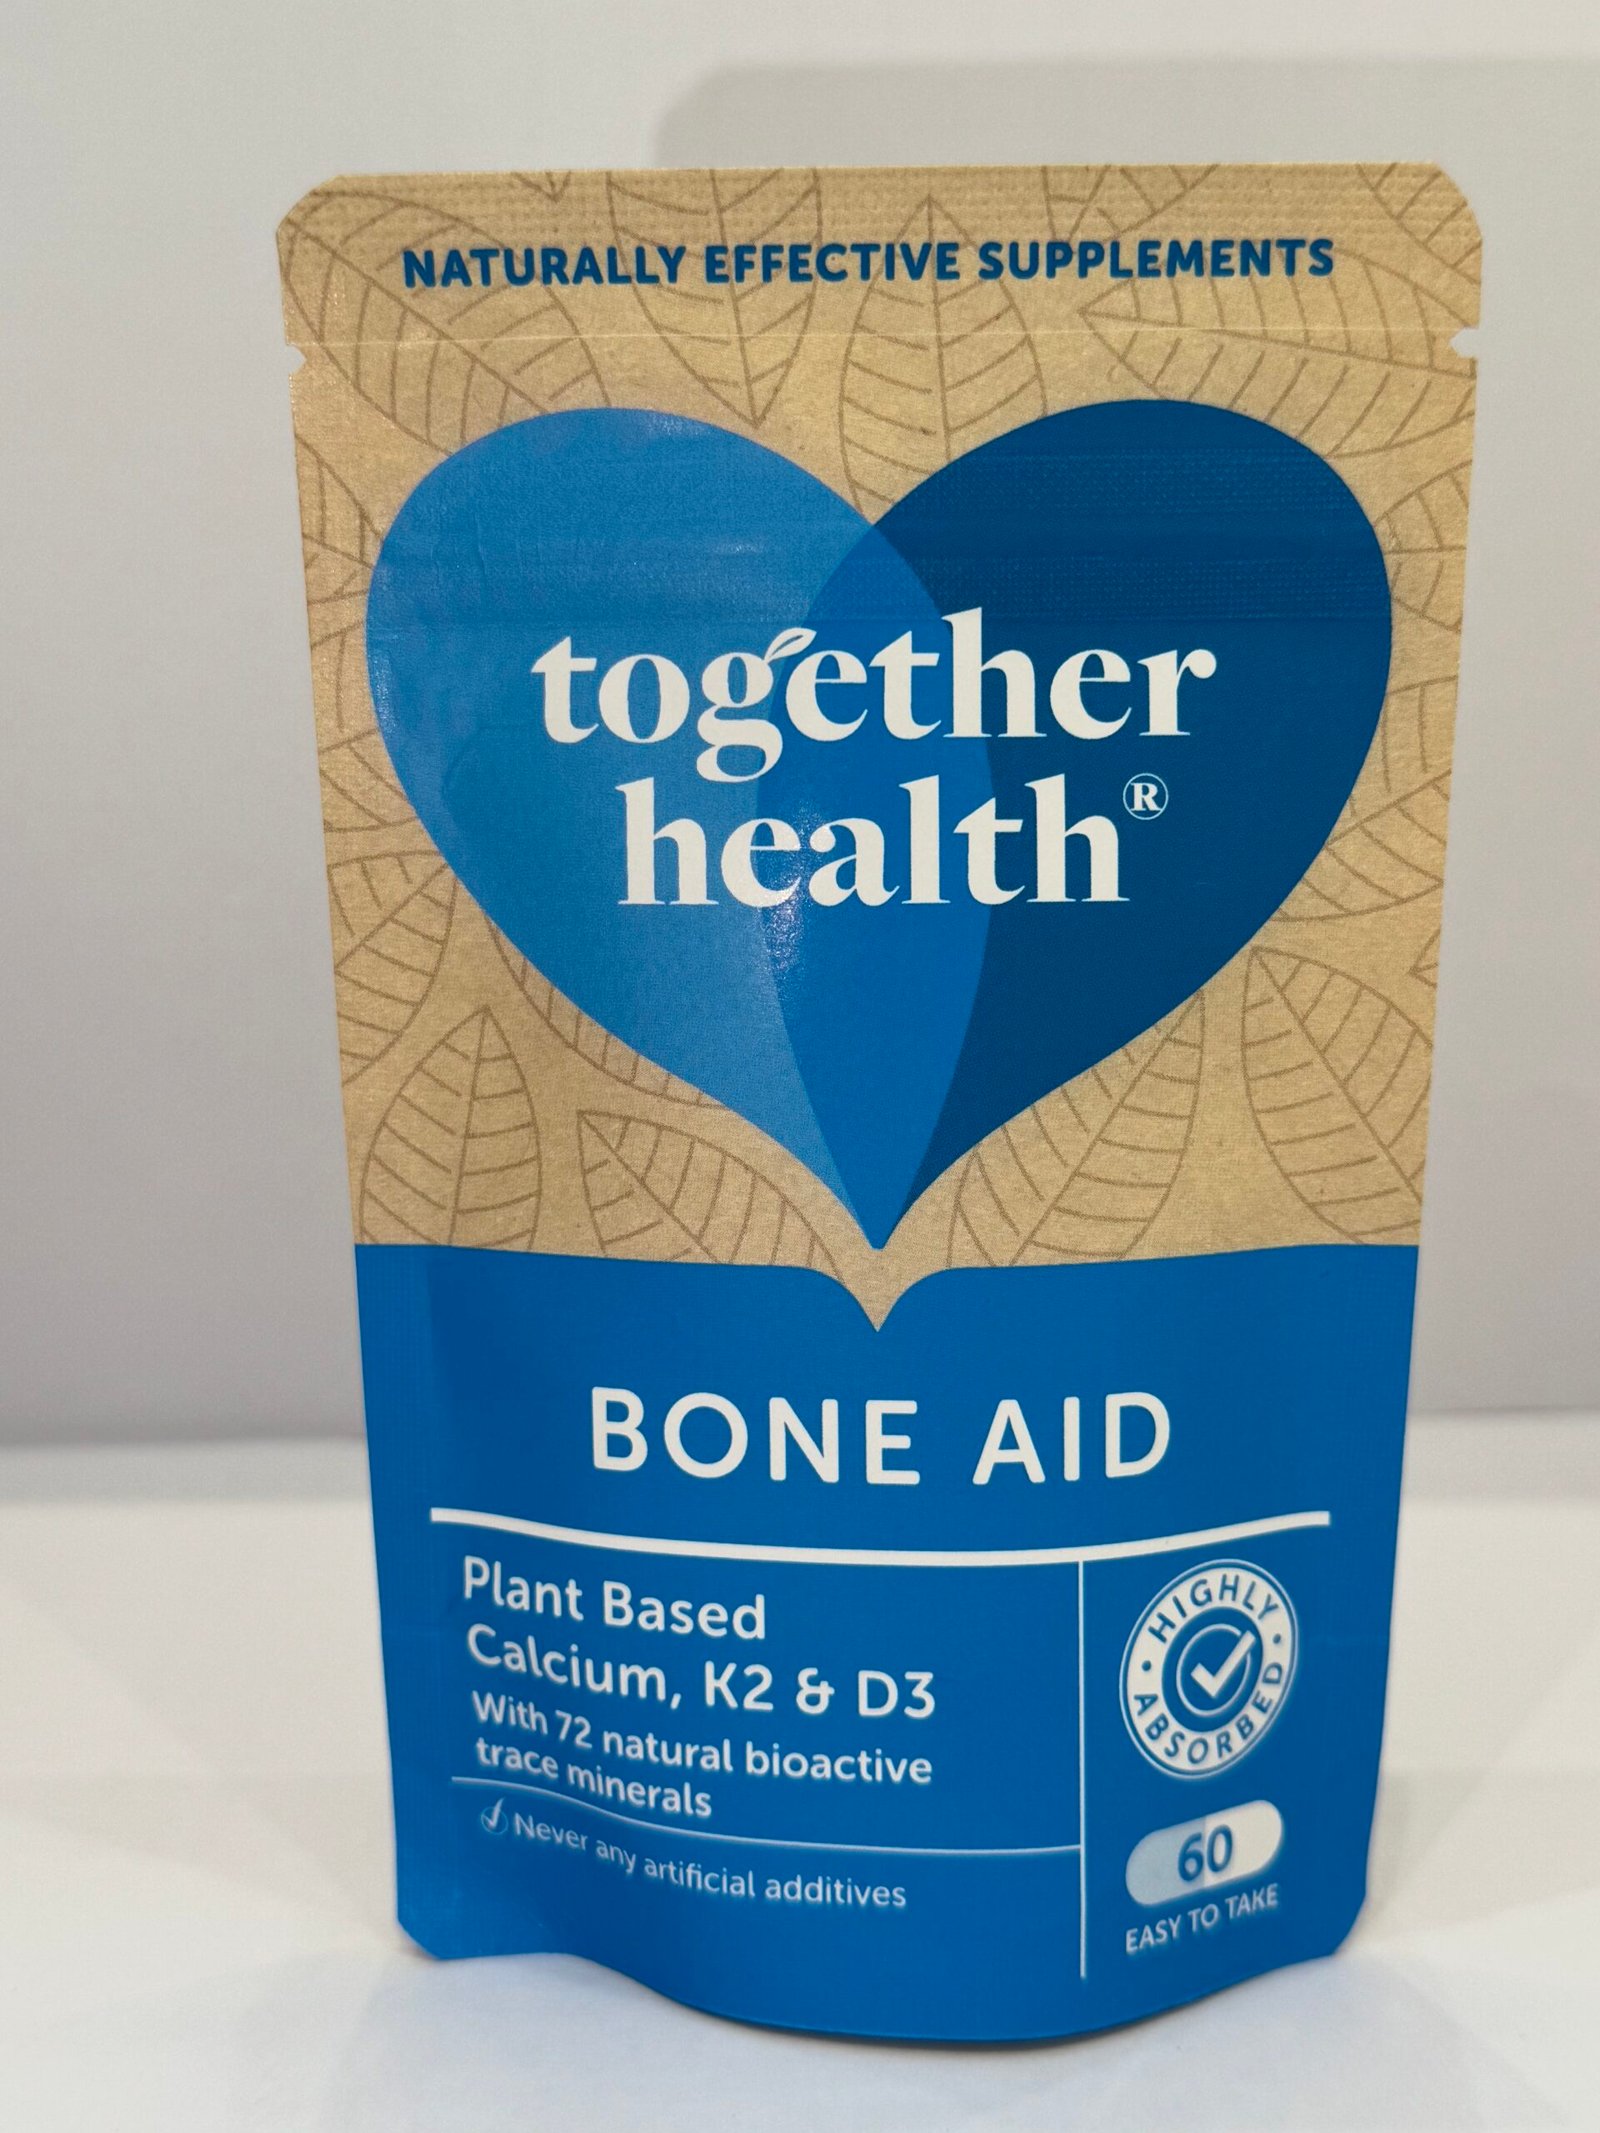 NATURALLY EFFECTIVE SUPPLEMENTS
together
health®
BONE AID
Plant Based
Calcium, K2 & D3
With 72 natural bioactive
trace minerals
Never any artificial additives
HIGHLY
ABSORBED
60
EASY TO TAKE